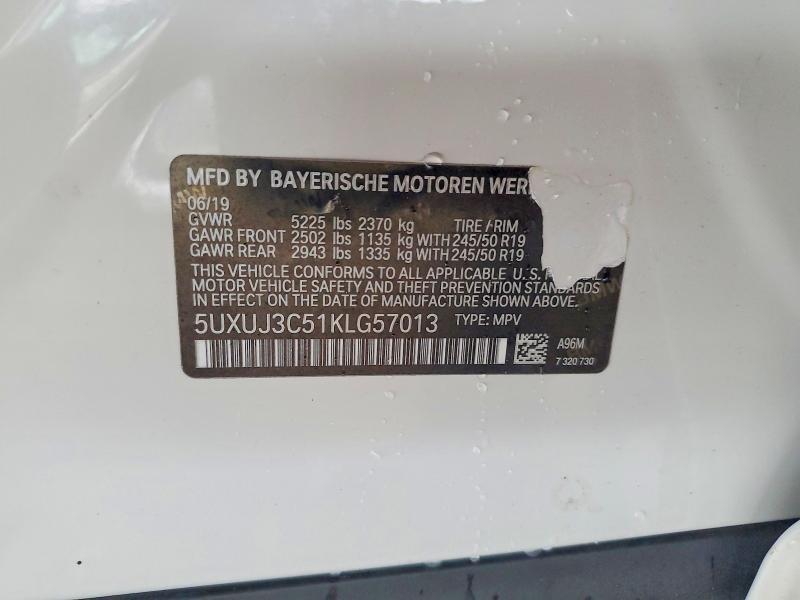 MFD BY BAYERISCHE MOTOREN WER
06/19
GVWR 5225 lbs 2370 kg TIRE / RIM
GAWR FRONT 2502 lbs 1135 kg WITH 245/50 R19
GAWR REAR 2943 lbs 1335 kg WITH 245/50 R19
THIS VEHICLE CONFORMS TO ALL APPLICABLE U.S.
MOTOR VEHICLE SAFETY AND THEFT PREVENTION STANDARDS
IN EFFECT ON THE DATE OF MANUFACTURE SHOWN ABOVE.
5UXUJ3C51KLG57013 TYPE: MPV
A96M
7 320 730